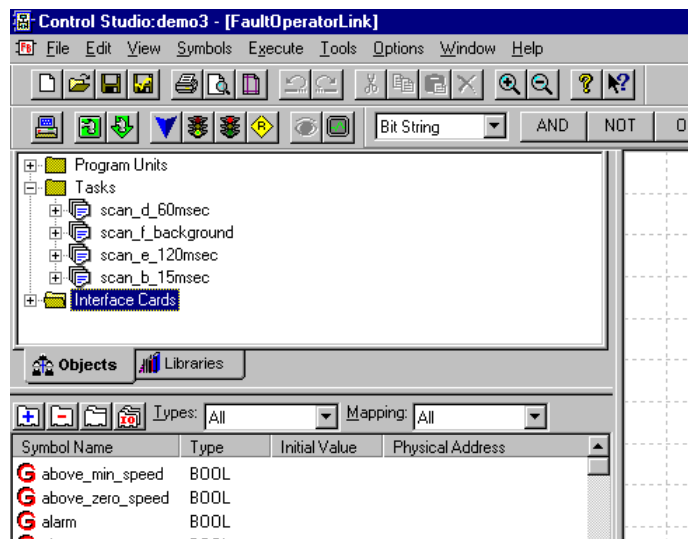 Control Studio:demo3 - [FaultOperatorLink]
File Edit View Symbols Execute Tools Options Window Help
Bit String AND NOT
Program Units
Tasks
scan_d_60msec
scan_f_background
scan_e_120msec
scan_b_15msec
Interface Cards
Objects Libraries
Types: All Mapping: All
Symbol Name Type Initial Value Physical Address
G above_min_speed BOOL
G above_zero_speed BOOL
G alarm BOOL